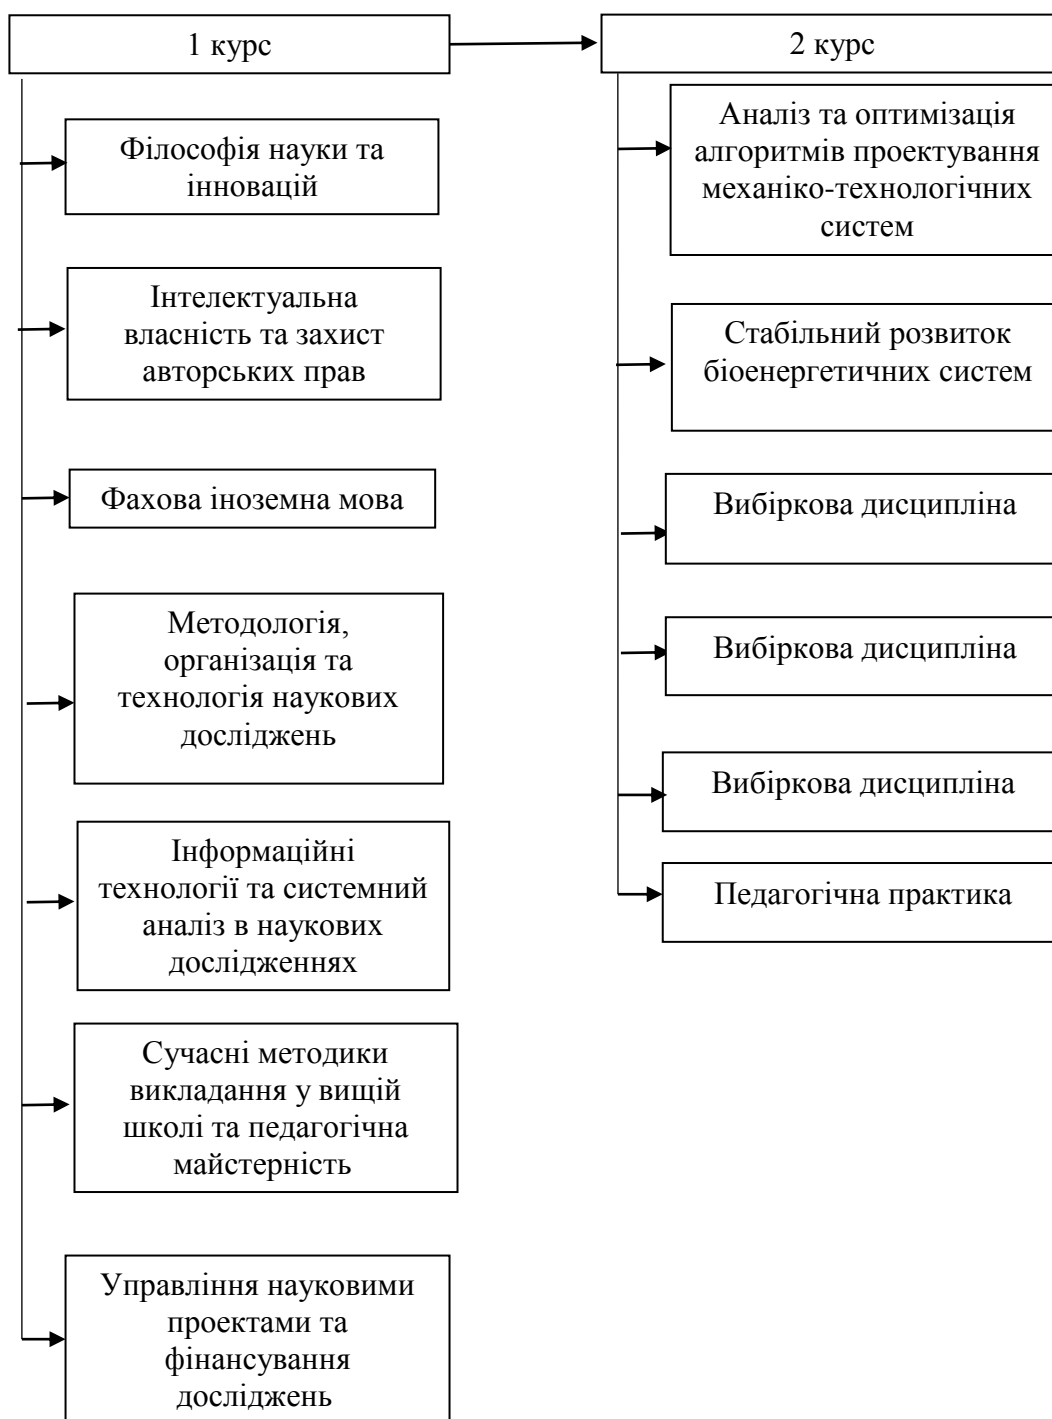 1 курс
Філософія науки та
інновацій
Інтелектуальна
власність та захист
авторських прав
Фахова іноземна мова
Методологія,
організація та
технологія наукових
досліджень
Інформаційні
технології та системний
аналіз в наукових
дослідженнях
Сучасні методики
викладання у вищій
школі та педагогічна
майстерність
Управління науковими
проектами та
фінансування
досліджень
2 курс
Аналіз та оптимізація
алгоритмів проектування
механіко-технологічних
систем
Стабільний розвиток
біоенергетичних систем
Вибіркова дисципліна
Вибіркова дисципліна
Вибіркова дисципліна
Педагогічна практика